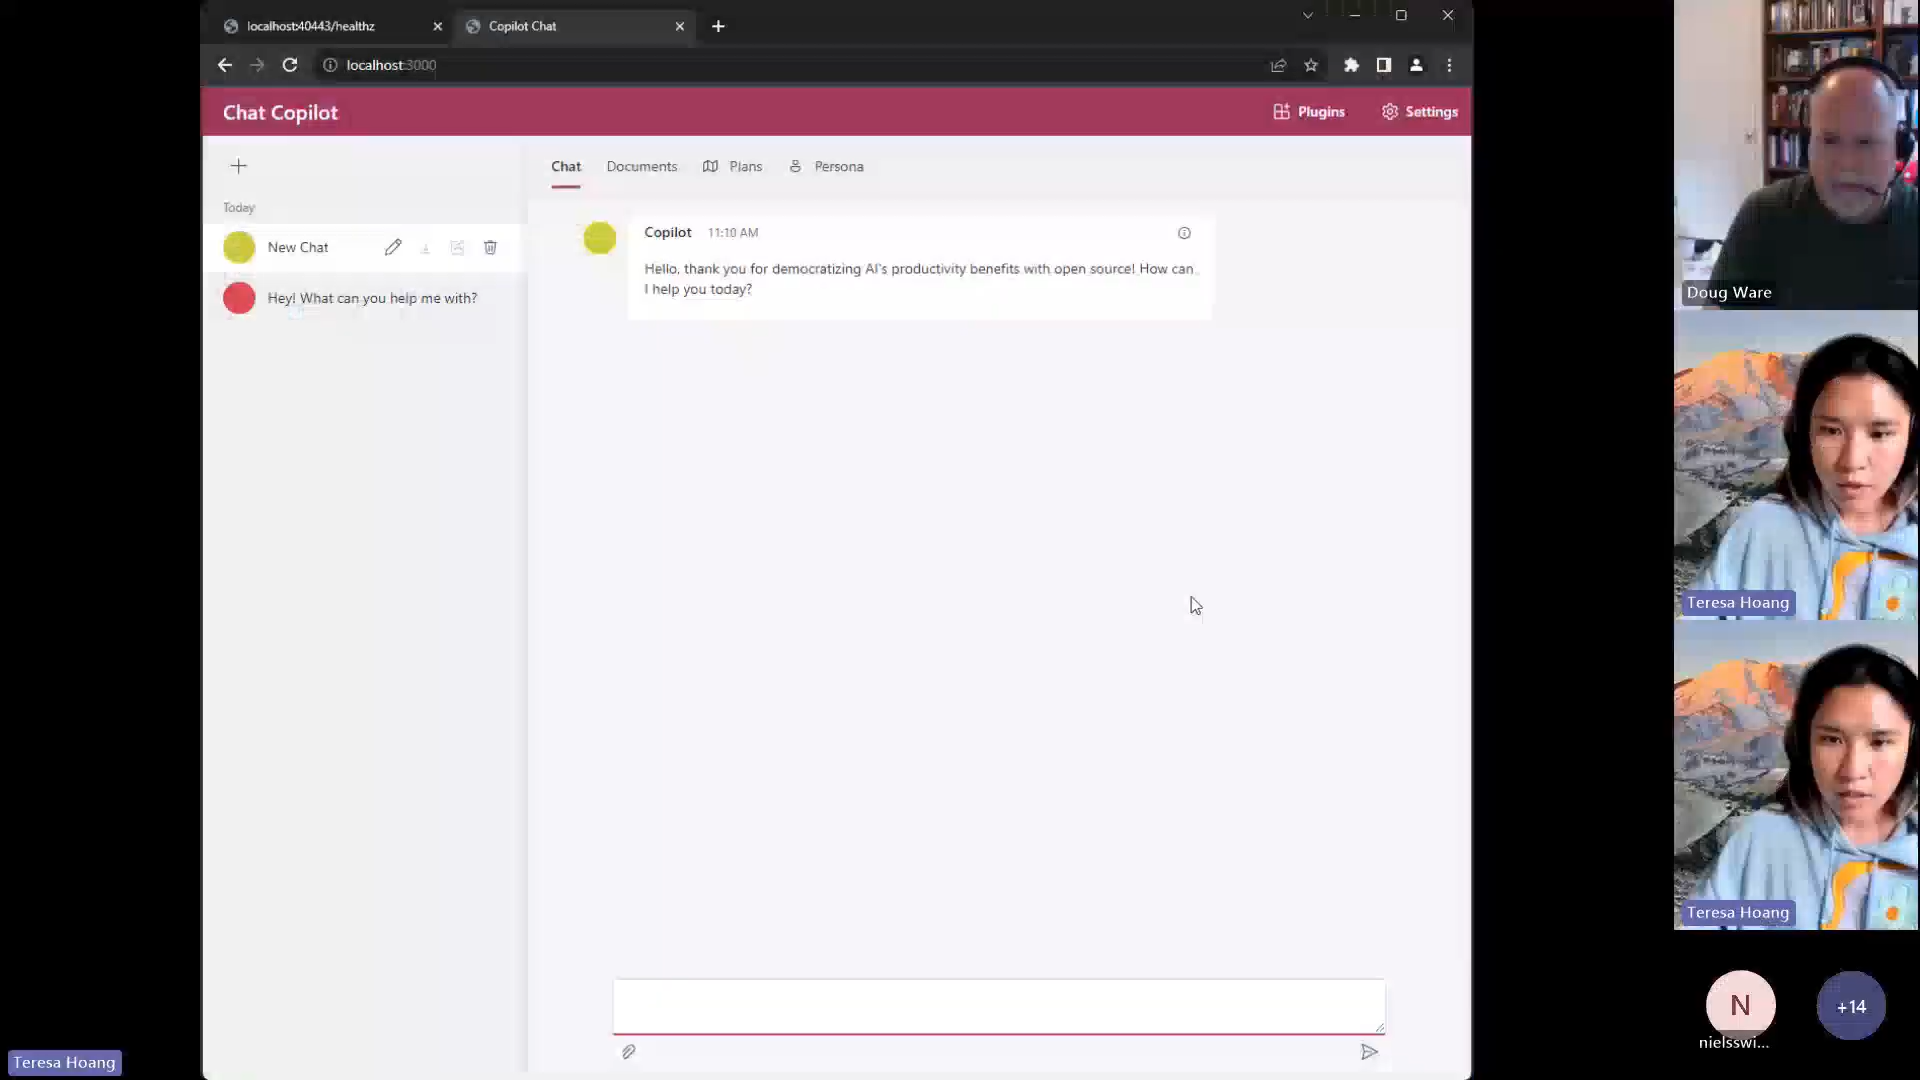 localhost:40443/healthz
Copilot Chat
localhost:3000
Chat Copilot
Plugins
Settings
Chat
Documents
Plans
Persona
Today
New Chat
Hey! What can you help me with?
Copilot
11:10 AM
Hello, thank you for democratizing AI's productivity benefits with open source! How can
I help you today?
Doug Ware
Teresa Hoang
Teresa Hoang
N
+14
nielsswi...
Teresa Hoang